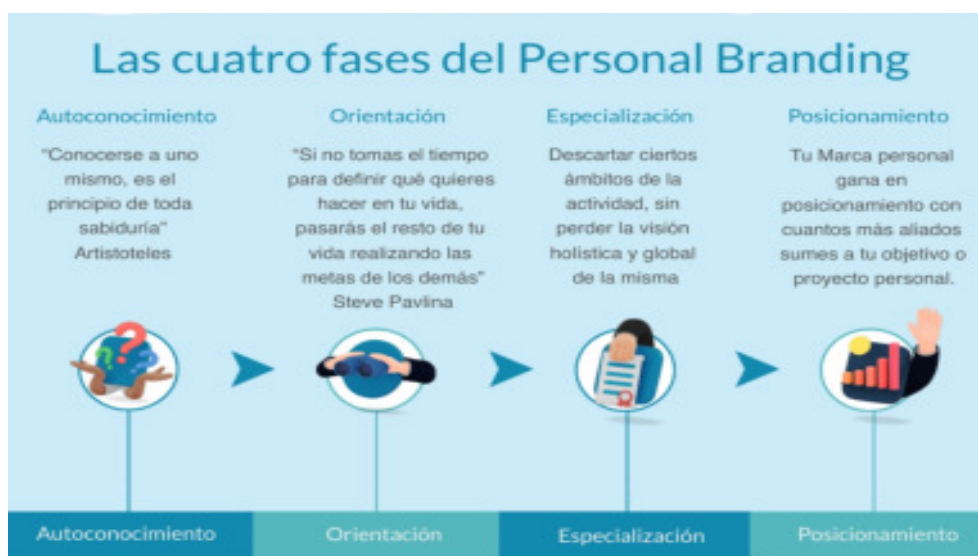 Las cuatro fases del Personal Branding
Autoconocimiento
"Conocerse a uno
mismo, es el
principio de toda
sabiduría"
Artistoteles
Orientación
"Si no tomas el tiempo
para definir qué quieres
hacer en tu vida,
pasarás el resto de tu
vida realizando las
metas de los demás"
Steve Pavlina
Especialización
Descartar ciertos
ámbitos de la
actividad, sin
perder la visión
holística y global
de la misma
Posicionamiento
Tu Marca personal
gana en
posicionamiento con
cuantos más aliados
sumes a tu objetivo o
proyecto personal.
Autoconocimiento
Orientación
Especialización
Posicionamiento